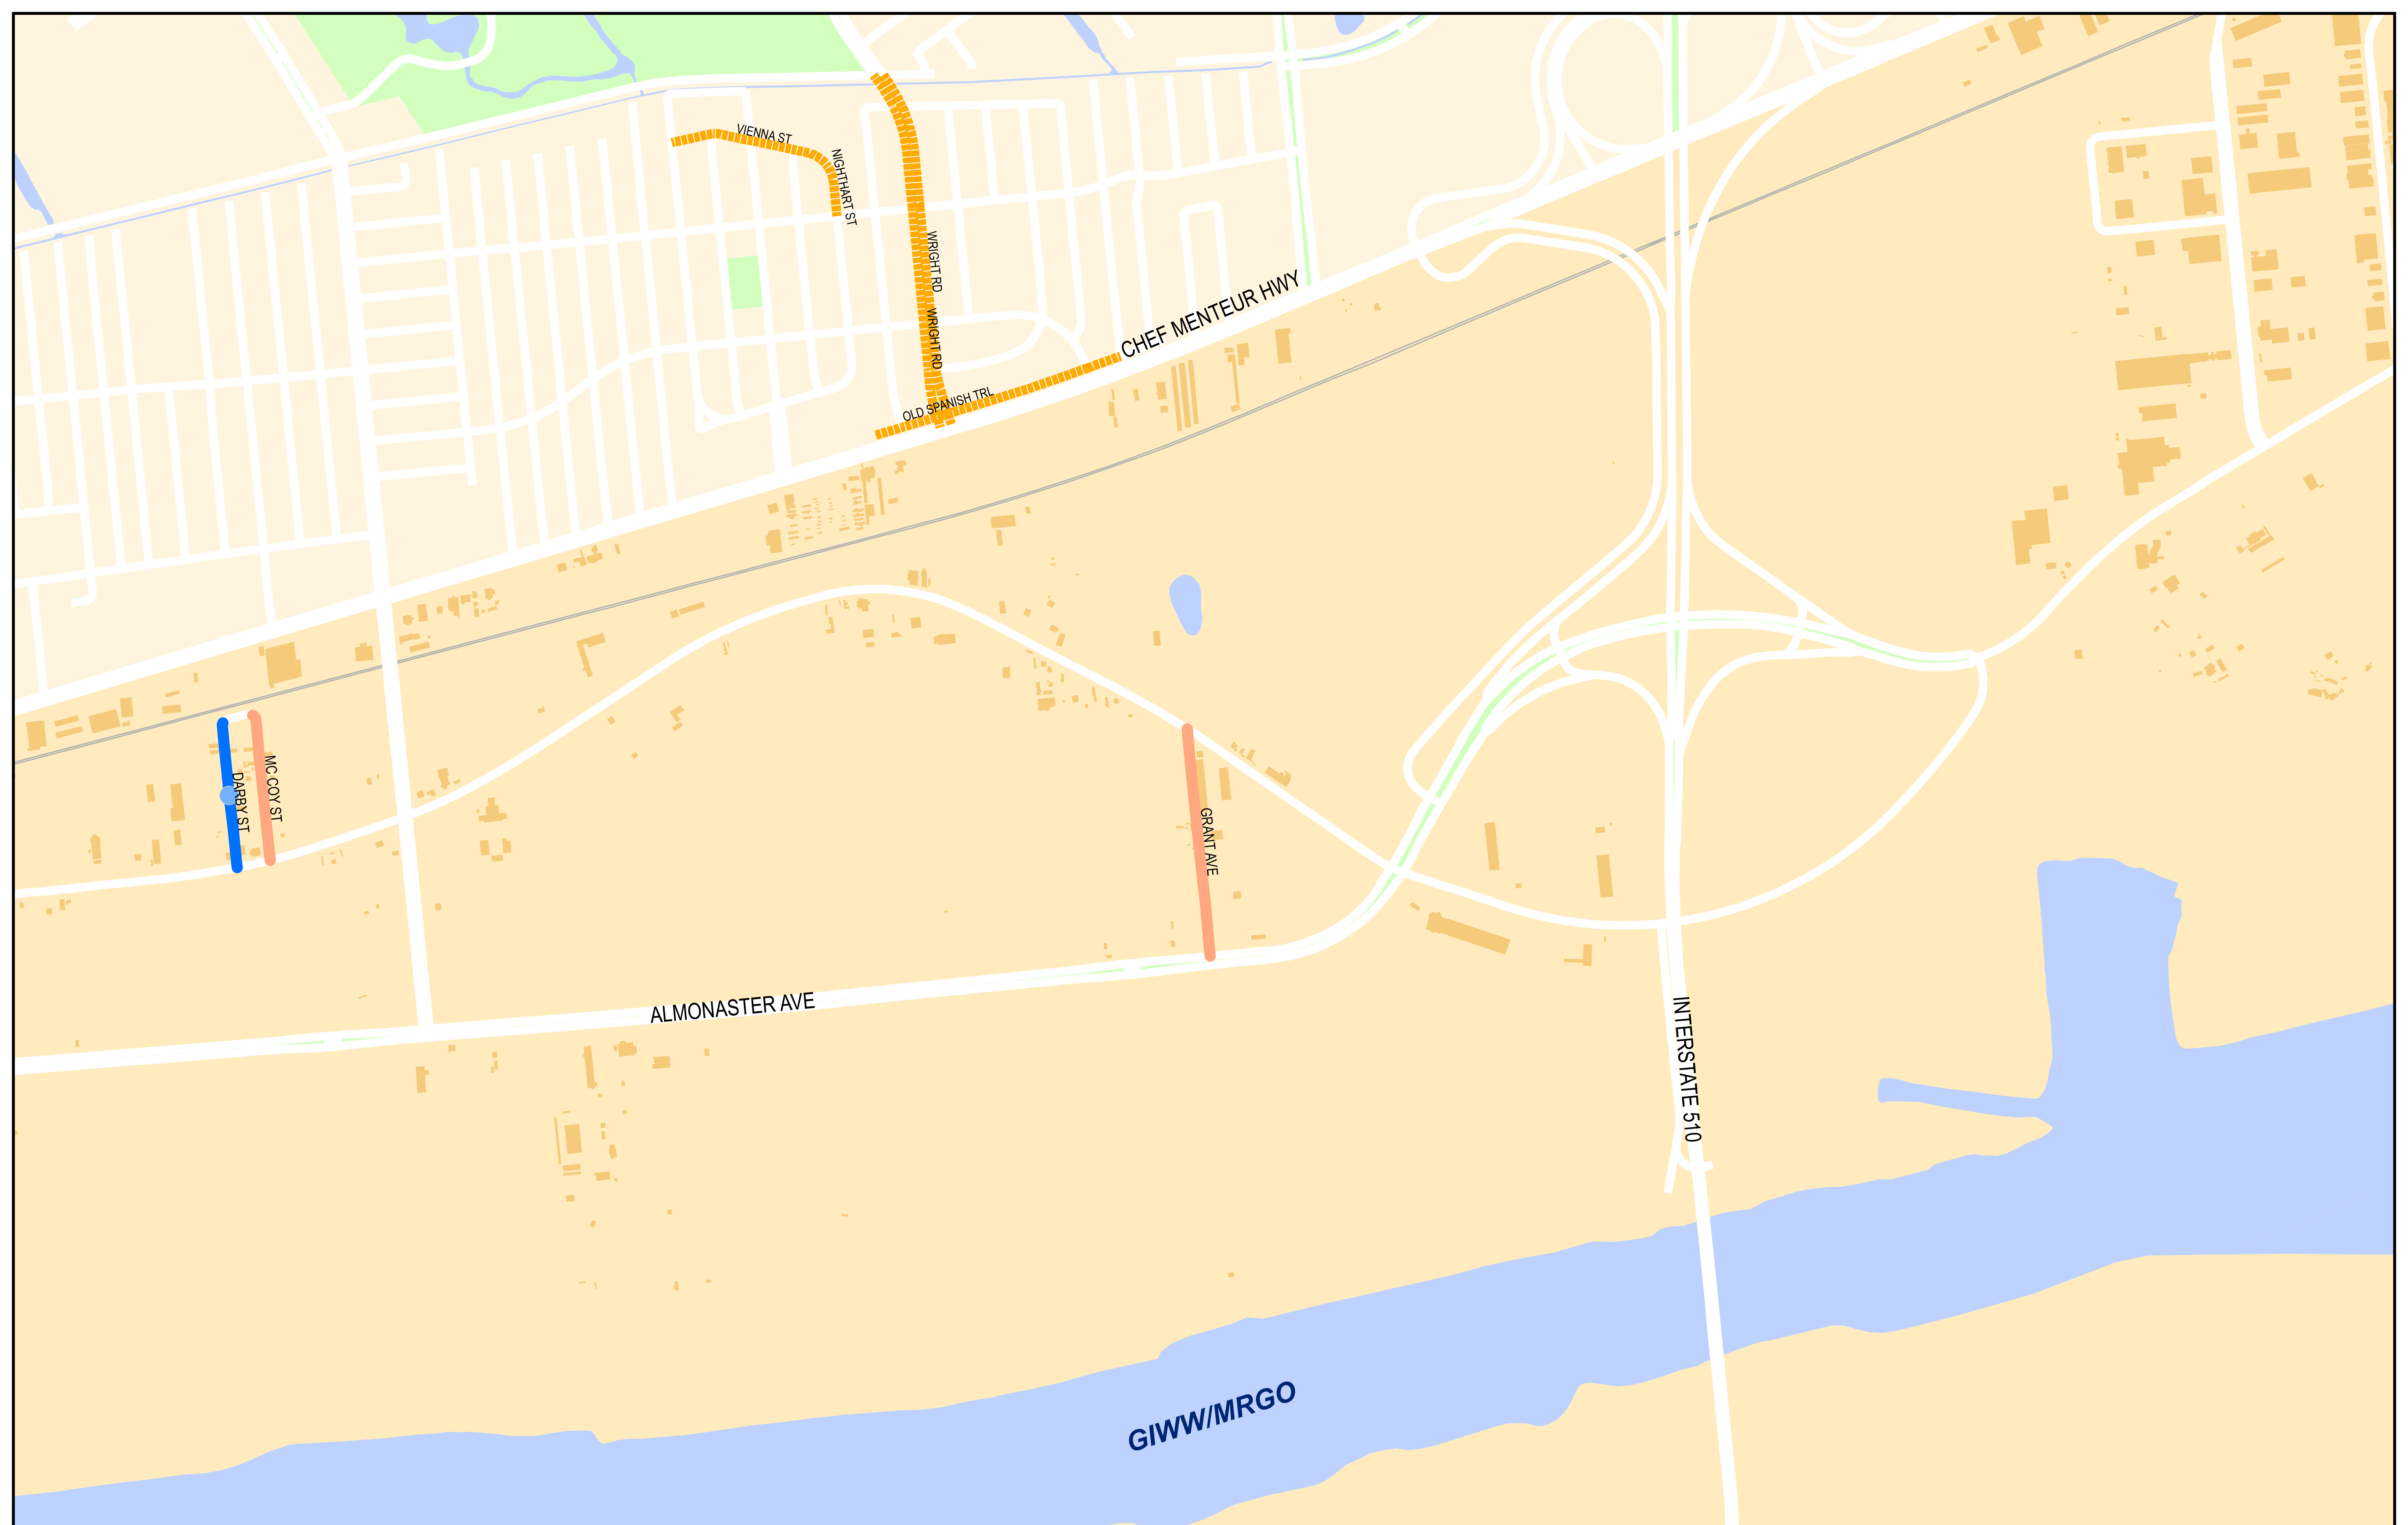 VIENNA ST
NIGHTHART ST
WRIGHT RD
WRIGHT RD
CHEF MENTEUR HWY
OLD SPANISH TRL
MC COY ST
DARBY ST
GRANT AVE
ALMONASTER AVE
INTERSTATE 510
GIWW/MRGO